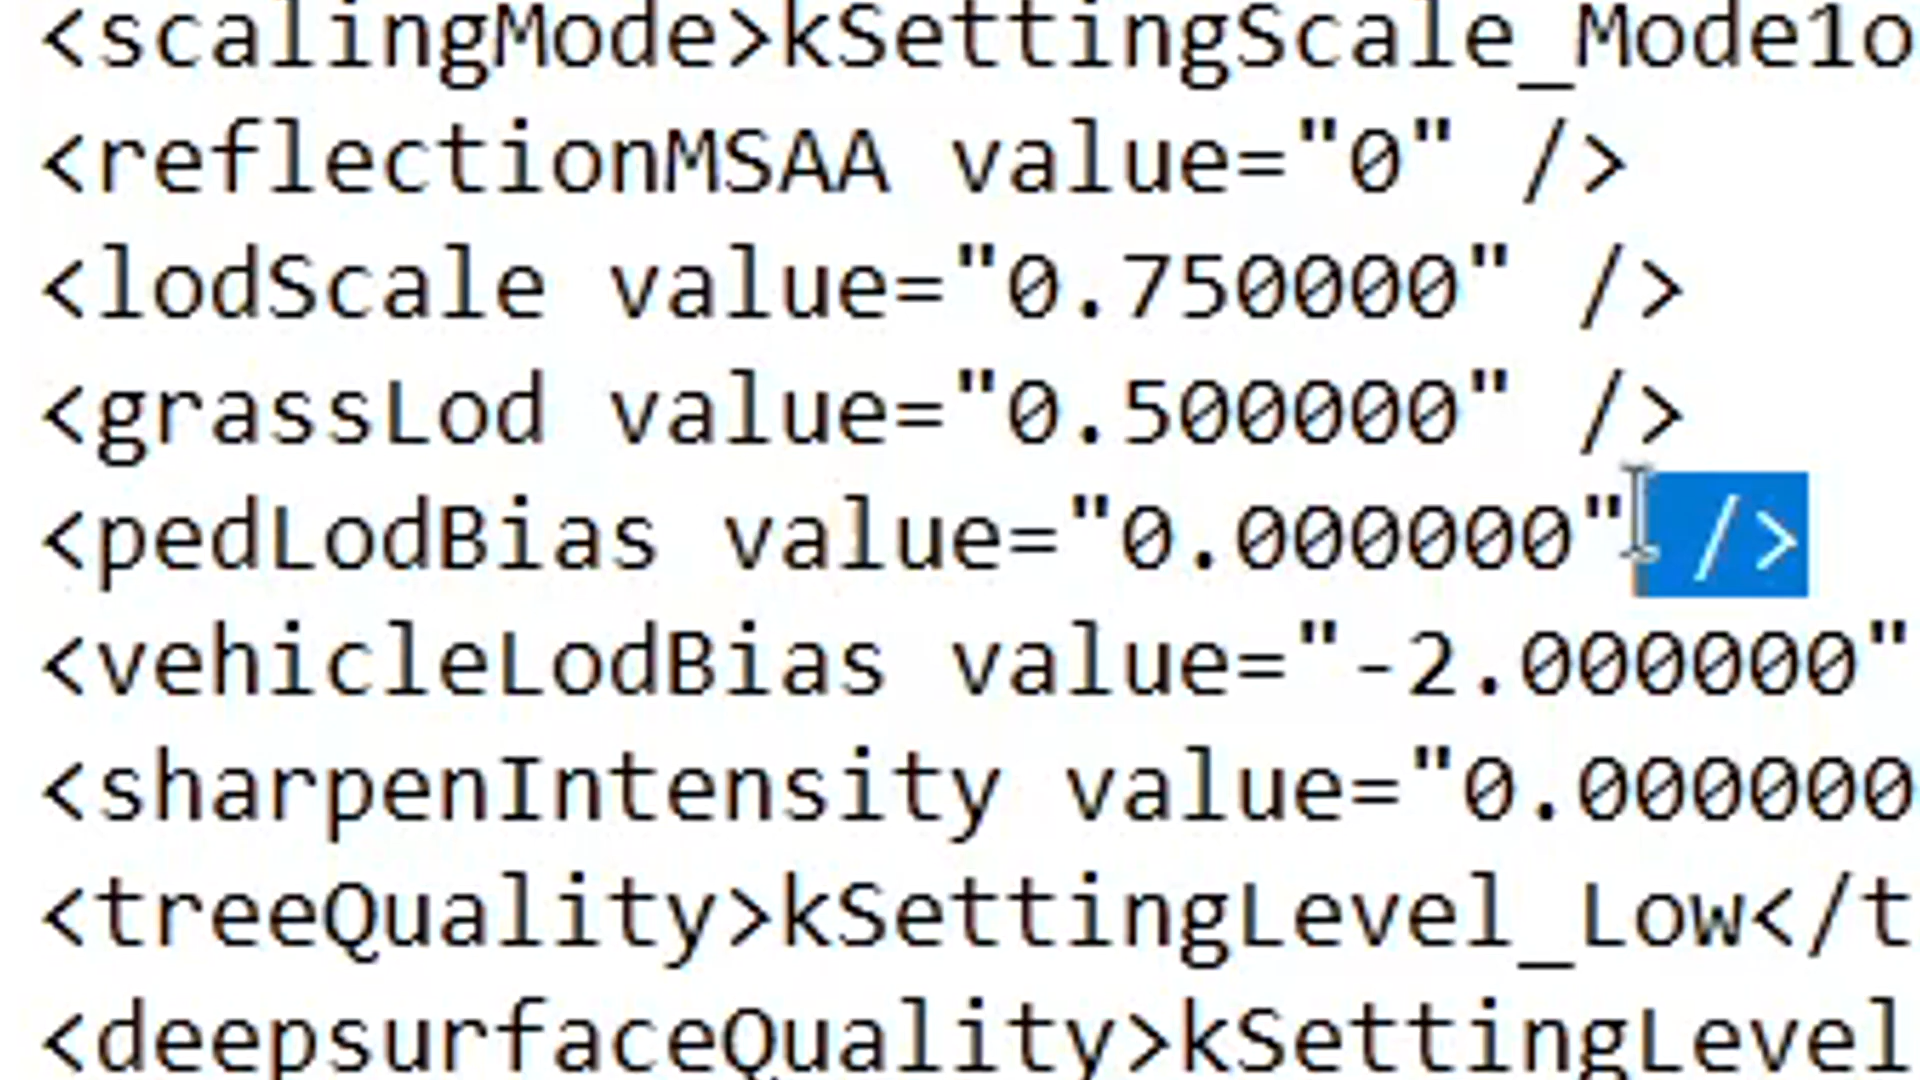 <scalingMode>kSettingScale_Mode1o
<reflectionMSAA value="0" />
<lodScale value="0.750000" />
<grassLod value="0.500000" />
<pedLodBias value="0.000000" />
<vehicleLodBias value="-2.000000"
<sharpenIntensity value="0.000000
<treeQuality>kSettingLevel_Low</t
<deepsurfaceQuality>kSettingLevel